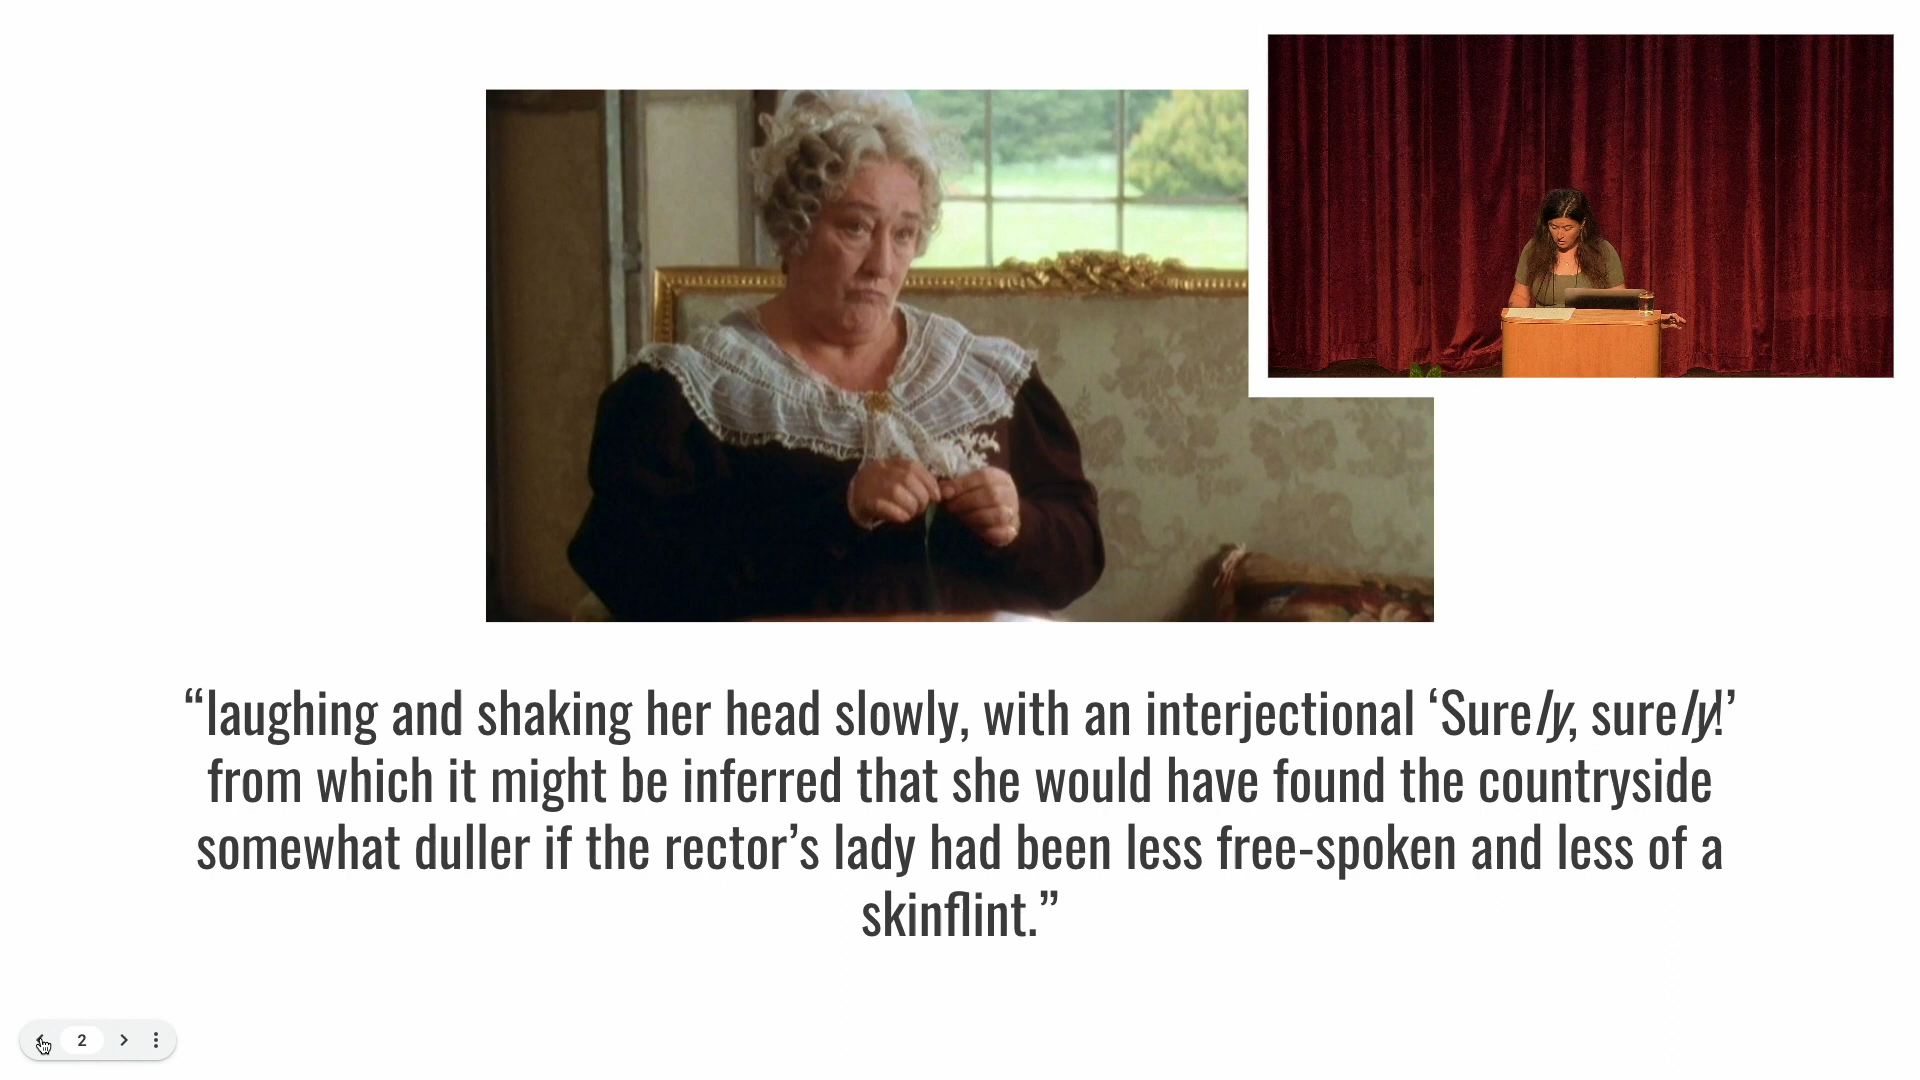 “laughing and shaking her head slowly, with an interjectional ‘Surely, surely!’
from which it might be inferred that she would have found the countryside
somewhat duller if the rector’s lady had been less free-spoken and less of a
skinflint.”
2